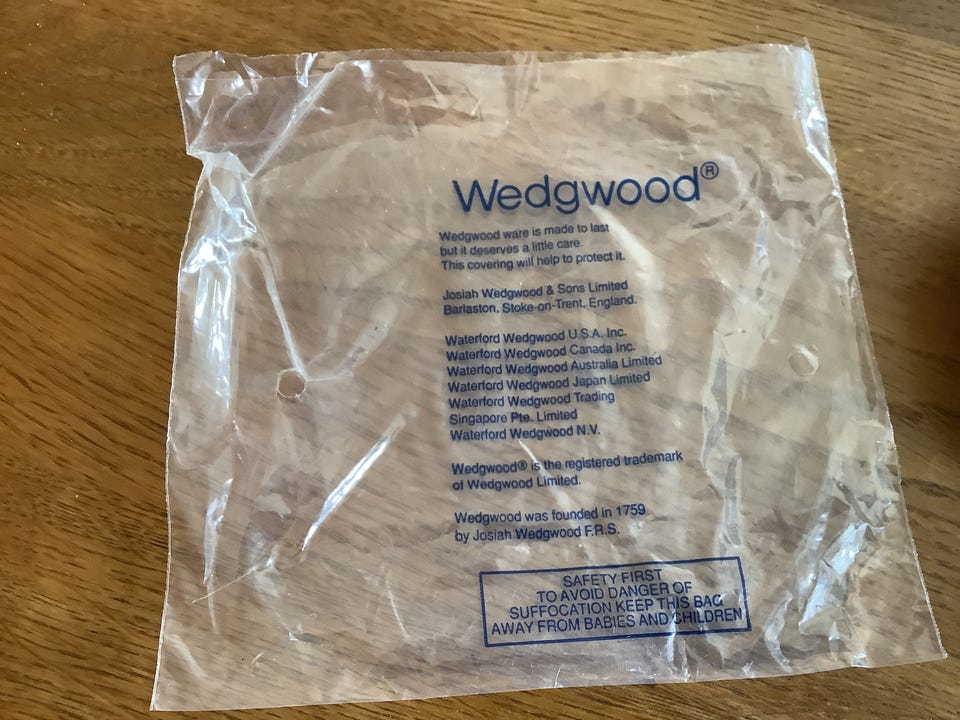 Wedgwood®
Wedgwood ware is made to last
but it deserves a little care.
This covering will help to protect it.
Josiah Wedgwood & Sons Limited
Barlaston, Stoke-on-Trent, England.
Waterford Wedgwood U.S.A. Inc.
Waterford Wedgwood Canada Inc.
Waterford Wedgwood Australia Limited
Waterford Wedgwood Japan Limited
Waterford Wedgwood Trading
Singapore Pte. Limited
Waterford Wedgwood N.V.
Wedgwood® is the registered trademark
of Wedgwood Limited.
Wedgwood was founded in 1759
by Josiah Wedgwood F.R.S.
SAFETY FIRST
TO AVOID DANGER OF
SUFFOCATION KEEP THIS BAG
AWAY FROM BABIES AND CHILDREN